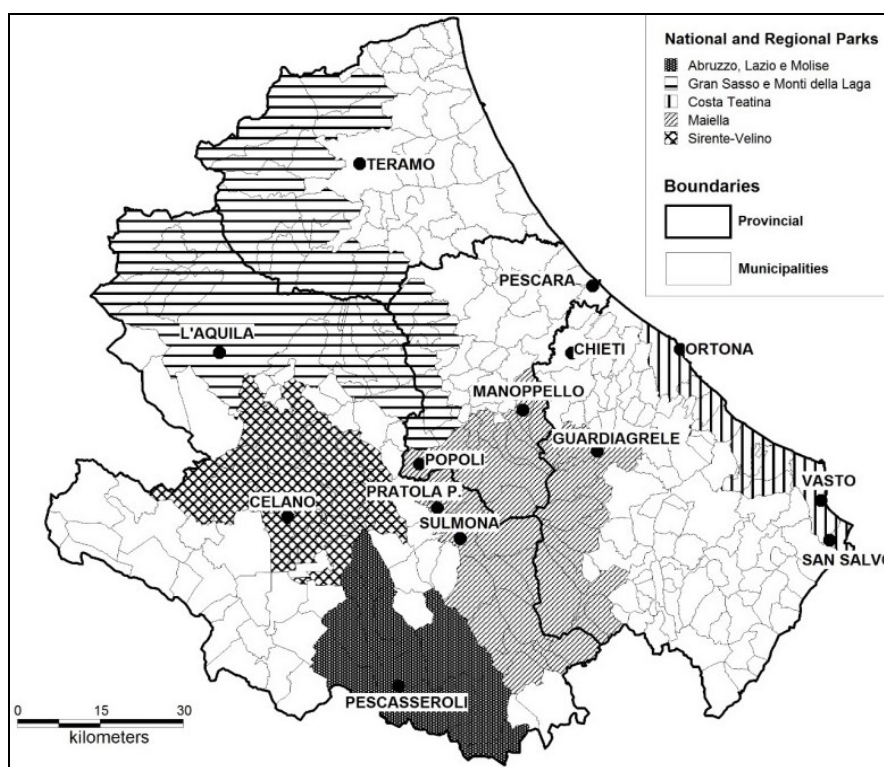 National and Regional Parks
Abruzzo, Lazio e Molise
Gran Sasso e Monti della Laga
Costa Teatina
Maiella
Sirente-Velino
Boundaries
Provincial
Municipalities
TERAMO
PESCARA
L'AQUILA
CHIETI
ORTONA
MANOPPELLO
GUARDIAGRELE
POPOLI
VASTO
PRATOLA P.
CELANO
SULMONA
SAN SALVO
PESCASSEROLI
0 15 30
kilometers